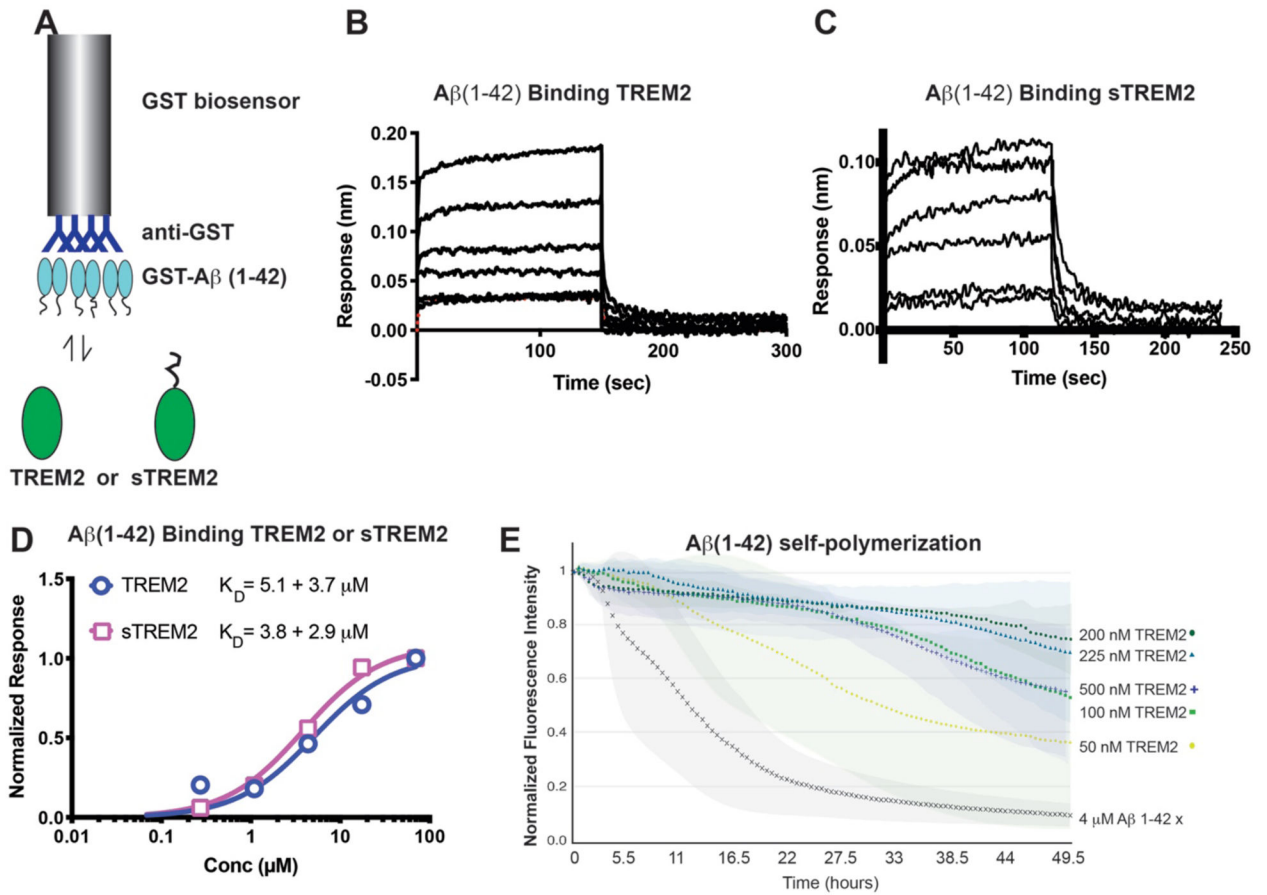 A
GST biosensor
anti-GST
GST-Aβ (1-42)
TREM2 or sTREM2
B
Aβ(1-42) Binding TREM2
Response (nm)
0.20
0.15
0.10
0.05
0.00
-0.05
100
200
300
Time (sec)
C
Aβ(1-42) Binding sTREM2
Response (nm)
0.10
0.05
0.00
50
100
150
200
250
Time (sec)
D
Aβ(1-42) Binding TREM2 or sTREM2
Normalized Response
1.5
1.0
0.5
0.0
TREM2 KD= 5.1 + 3.7 μM
sTREM2 KD= 3.8 + 2.9 μM
0.01
0.1
1
10
100
Conc (μM)
E
Aβ(1-42) self-polymerization
Normalized Fluorescence Intensity
1
0.8
0.6
0.4
0.2
0.0
0
5.5
11
16.5
22
27.5
33
38.5
44
49.5
Time (hours)
200 nM TREM2
225 nM TREM2
500 nM TREM2
100 nM TREM2
50 nM TREM2
4 μM Aβ 1-42 x